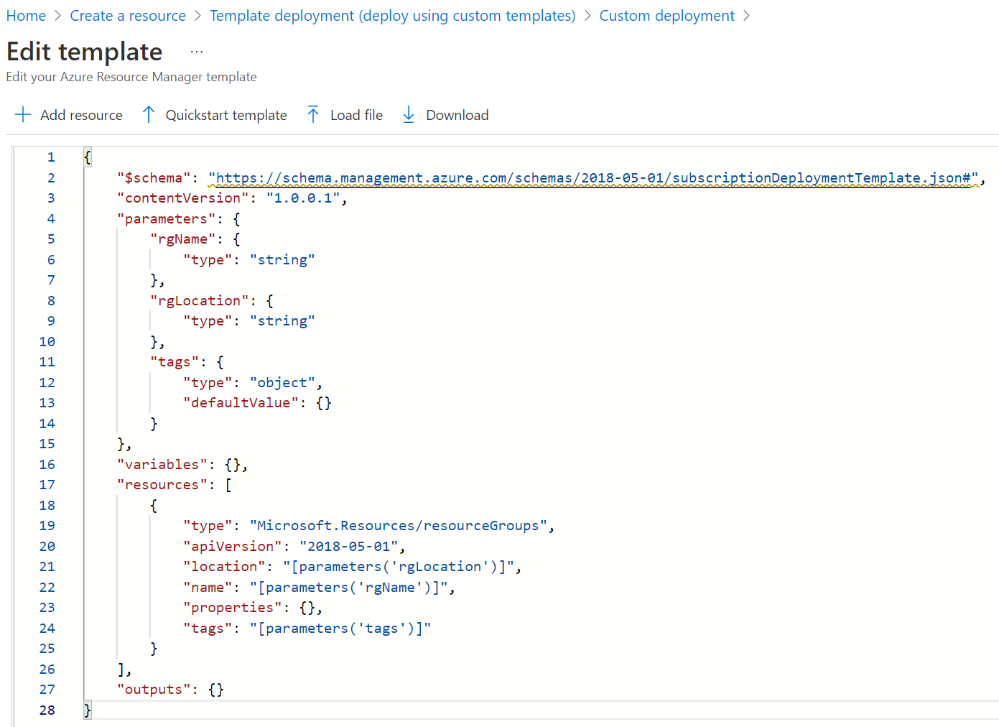 Home > Create a resource > Template deployment (deploy using custom templates) > Custom deployment >
Edit template ...
Edit your Azure Resource Manager template
Add resource Quickstart template Load file Download
1 {
2 "$schema": "https://schema.management.azure.com/schemas/2018-05-01/subscriptionDeploymentTemplate.json#",
3 "contentVersion": "1.0.0.1",
4 "parameters": {
5 "rgName": {
6 "type": "string"
7 },
8 "rgLocation": {
9 "type": "string"
10 },
11 "tags": {
12 "type": "object",
13 "defaultValue": {}
14 }
15 },
16 "variables": {},
17 "resources": [
18 {
19 "type": "Microsoft.Resources/resourceGroups",
20 "apiVersion": "2018-05-01",
21 "location": "[parameters('rgLocation')]",
22 "name": "[parameters('rgName')]",
23 "properties": {},
24 "tags": "[parameters('tags')]"
25 }
26 ],
27 "outputs": {}
28 }